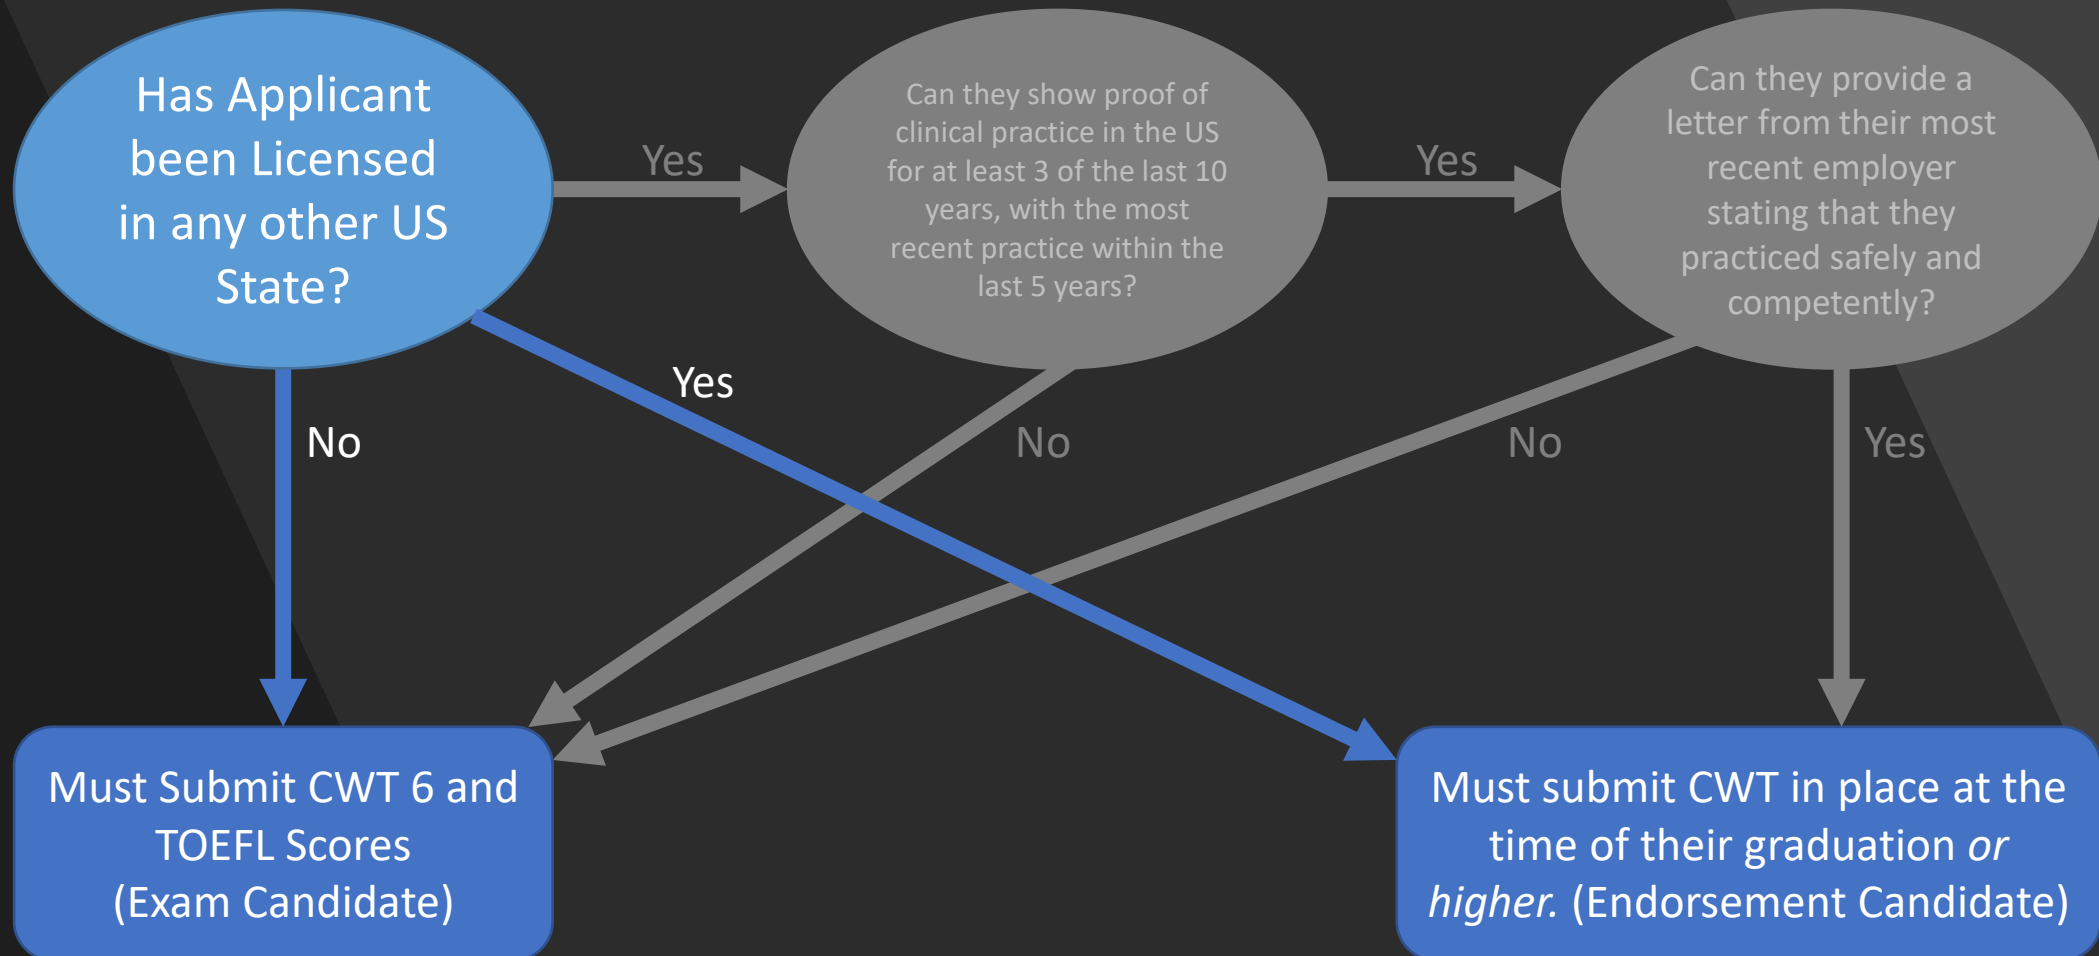 Has Applicant
been Licensed
in any other US
State?
Yes
Can they show proof of
clinical practice in the US
for at least 3 of the last 10
years, with the most
recent practice within the
last 5 years?
Yes
Can they provide a
letter from their most
recent employer
stating that they
practiced safely and
competently?
Yes
No
No
No
Yes
Must Submit CWT 6 and
TOEFL Scores
(Exam Candidate)
Must submit CWT in place at the
time of their graduation or
higher. (Endorsement Candidate)